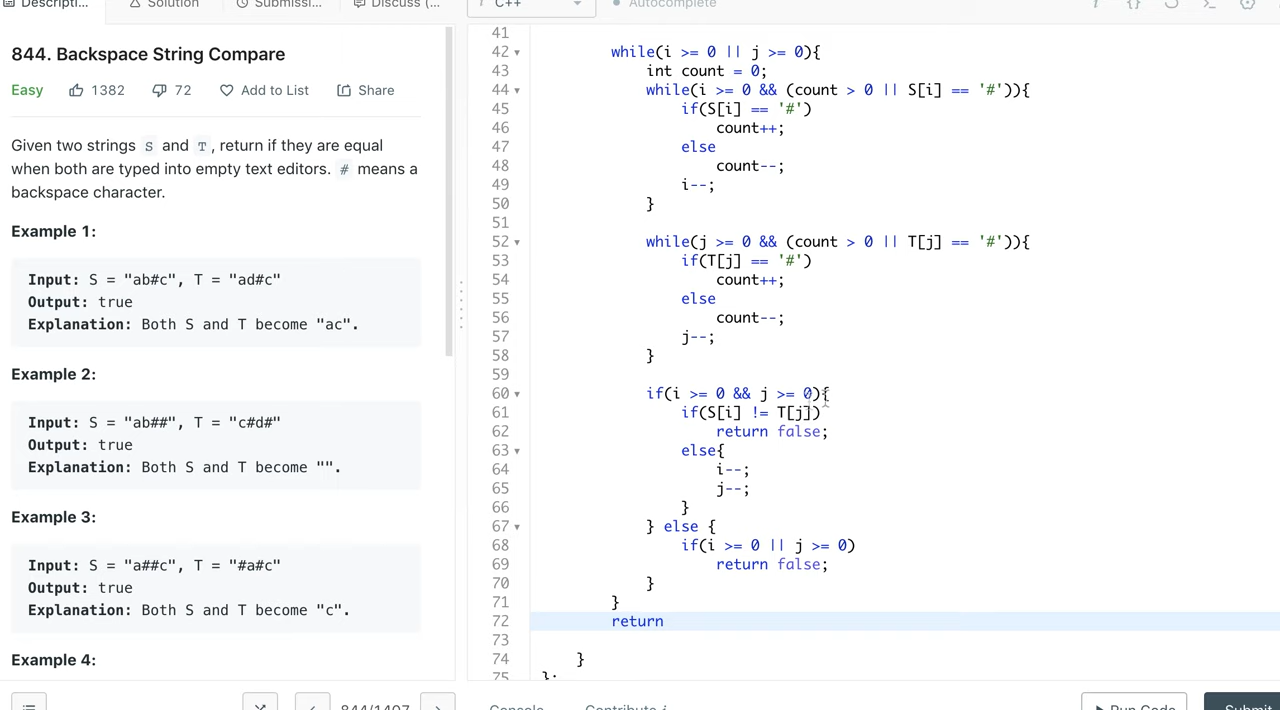 Descripti...
Solution
Submissi...
Discuss (...
i C++
Autocomplete
844. Backspace String Compare
Easy 1382 72 Add to List Share
Given two strings S and T, return if they are equal
when both are typed into empty text editors. # means a
backspace character.
Example 1:
Input: S = "ab#c", T = "ad#c"
Output: true
Explanation: Both S and T become "ac".
Example 2:
Input: S = "ab##", T = "c#d#"
Output: true
Explanation: Both S and T become "".
Example 3:
Input: S = "a##c", T = "#a#c"
Output: true
Explanation: Both S and T become "c".
Example 4:
844/1407
41
42 while(i >= 0 || j >= 0){
43 int count = 0;
44 while(i >= 0 && (count > 0 || S[i] == '#')){
45 if(S[i] == '#')
46 count++;
47 else
48 count--;
49 i--;
50 }
51
52 while(j >= 0 && (count > 0 || T[j] == '#')){
53 if(T[j] == '#')
54 count++;
55 else
56 count--;
57 j--;
58 }
59
60 if(i >= 0 && j >= 0){
61 if(S[i] != T[j])
62 return false;
63 else{
64 i--;
65 j--;
66 }
67 } else {
68 if(i >= 0 || j >= 0)
69 return false;
70 }
71 }
72 return
73
74 }
75 };
Console
Contribute i
Run Code
Submit